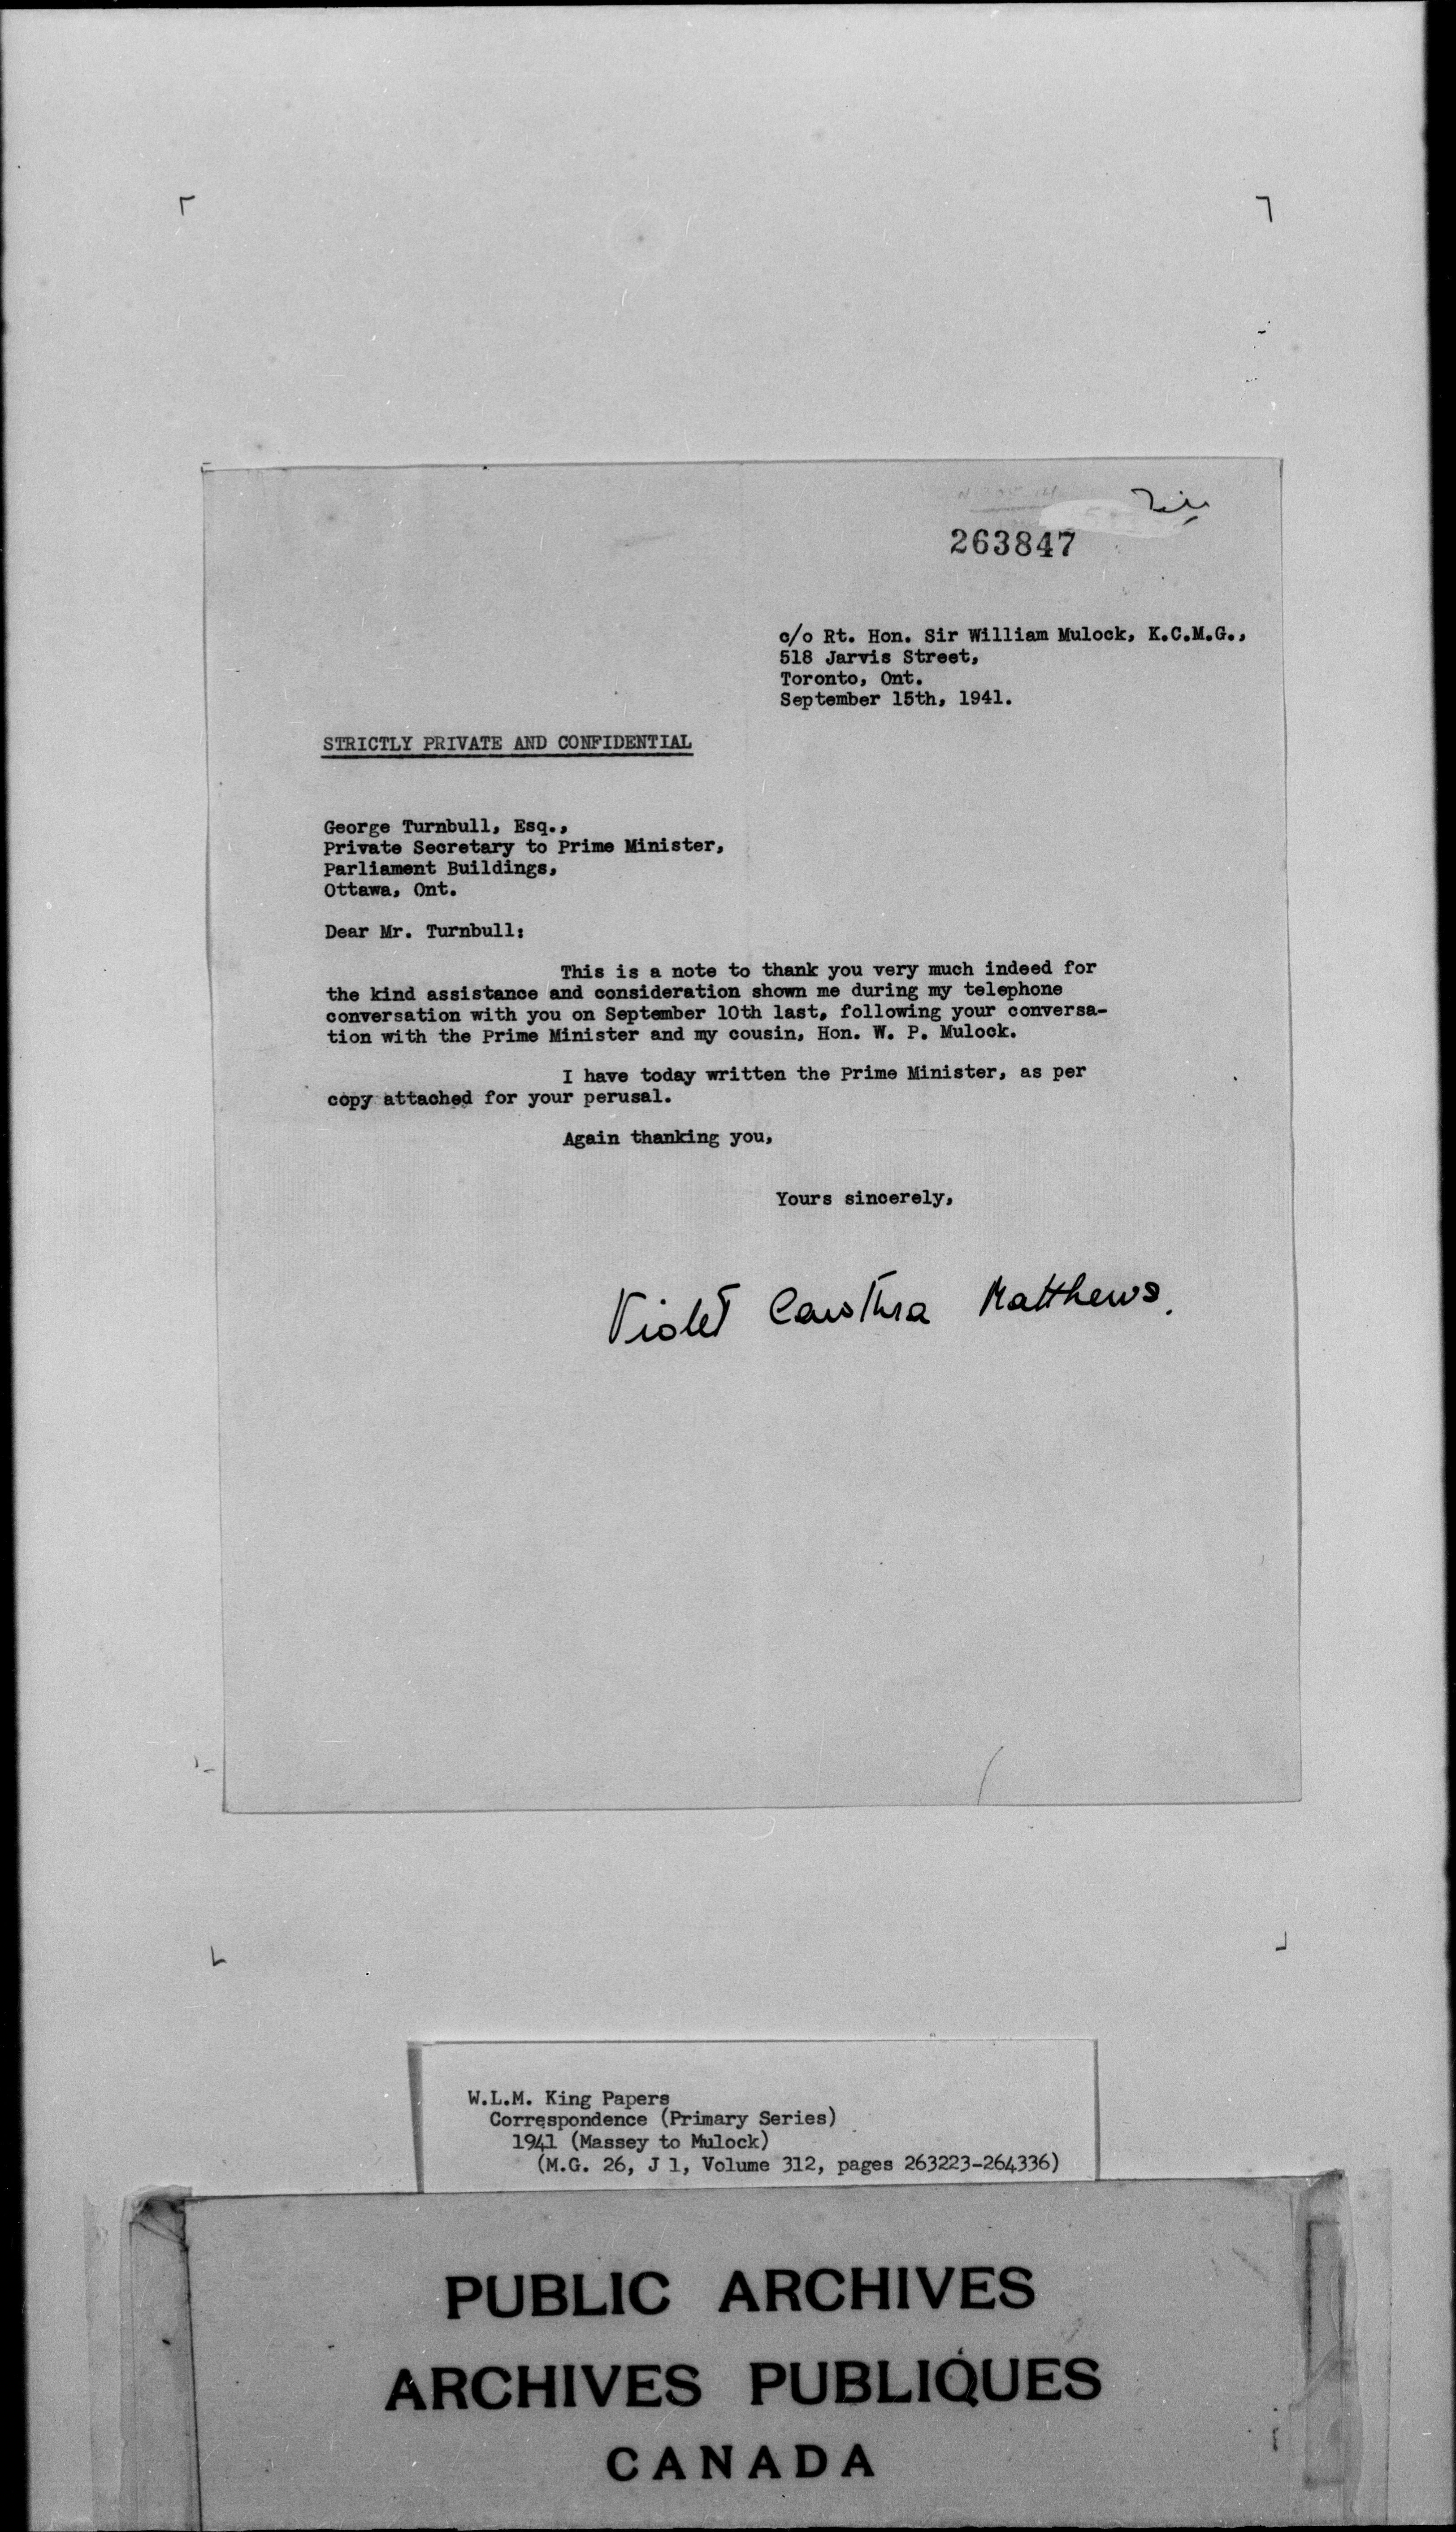 263847
c/o Rt. Hon. Sir William Mulock, K.C.M.G.,
518 Jarvis Street,
Toronto, Ont.
September 15th, 1941.
STRICTLY PRIVATE AND CONFIDENTIAL
George Turnbull, Esq.,
Private Secretary to Prime Minister,
Parliament Buildings,
Ottawa, Ont.
Dear Mr. Turnbull:
This is a note to thank you very much indeed for
the kind assistance and consideration shown me during my telephone
conversation with you on September 10th last, following your conversa-
tion with the Prime Minister and my cousin, Hon. W. P. Mulock.
I have today written the Prime Minister, as per
copy attached for your perusal.
Again thanking you,
Yours sincerely,
Violet Cawthra Matthews.
W.L.M. King Papers
Correspondence (Primary Series)
1941 (Massey to Mulock)
(M.G. 26, J 1, Volume 312, pages 263223-264336)
PUBLIC ARCHIVES
ARCHIVES PUBLIQUES
CANADA